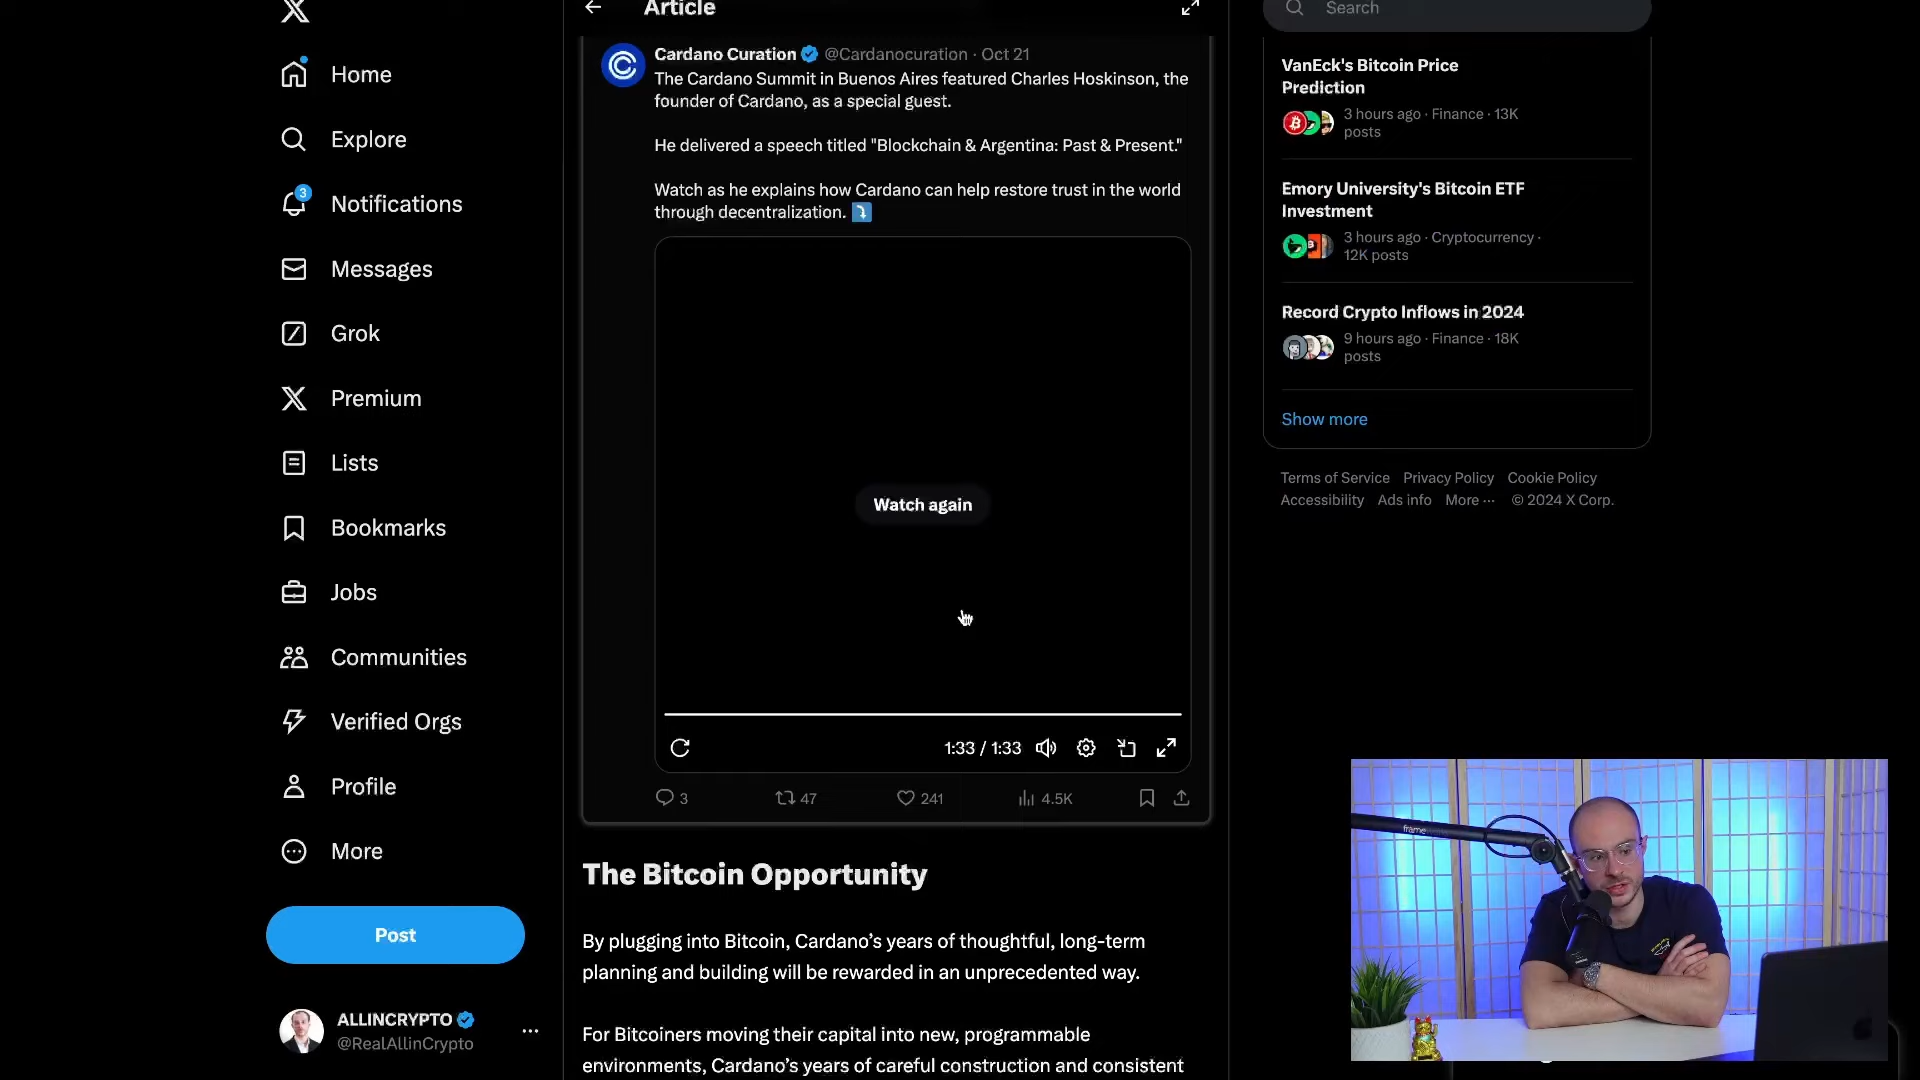 Home
Explore
3
Notifications
Messages
Grok
Premium
Lists
Bookmarks
Jobs
Communities
Verified Orgs
Profile
More
Post
ALLINCRYPTO
@RealAllinCrypto
Article
Cardano Curation @Cardanocuration · Oct 21
The Cardano Summit in Buenos Aires featured Charles Hoskinson, the
founder of Cardano, as a special guest.
He delivered a speech titled "Blockchain & Argentina: Past & Present."
Watch as he explains how Cardano can help restore trust in the world
through decentralization. ⤵️
Watch again
1:33 / 1:33
3
47
241
4.5K
The Bitcoin Opportunity
By plugging into Bitcoin, Cardano’s years of thoughtful, long-term
planning and building will be rewarded in an unprecedented way.
For Bitcoiners moving their capital into new, programmable
environments, Cardano’s years of careful construction and consistent
Search
VanEck's Bitcoin Price
Prediction
3 hours ago · Finance · 13K
posts
Emory University's Bitcoin ETF
Investment
3 hours ago · Cryptocurrency ·
12K posts
Record Crypto Inflows in 2024
9 hours ago · Finance · 18K
posts
Show more
Terms of Service Privacy Policy Cookie Policy
Accessibility Ads info More ··· © 2024 X Corp.
frame